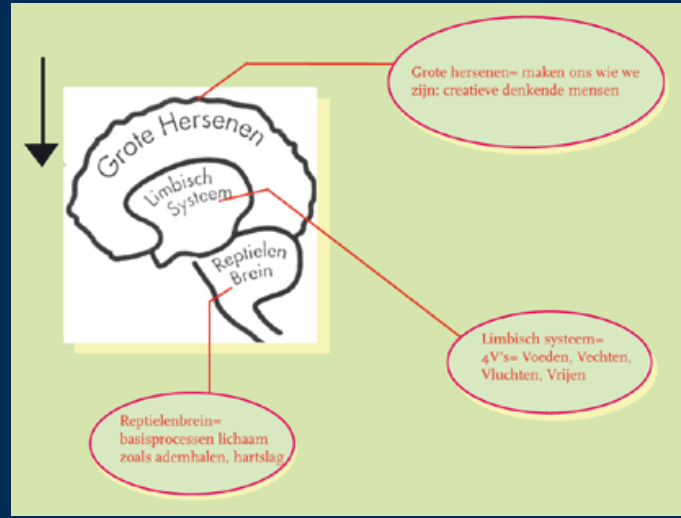 Grote hersenen= maken ons wie we
zijn: creatieve denkende mensen
Grote Hersenen
Limbisch
Systeem
Reptielen
Brein
Limbisch systeem=
4V's= Voeden, Vechten,
Vluchten, Vrijen
Reptielenbrein=
basisprocessen lichaam
zoals ademhalen, hartslag